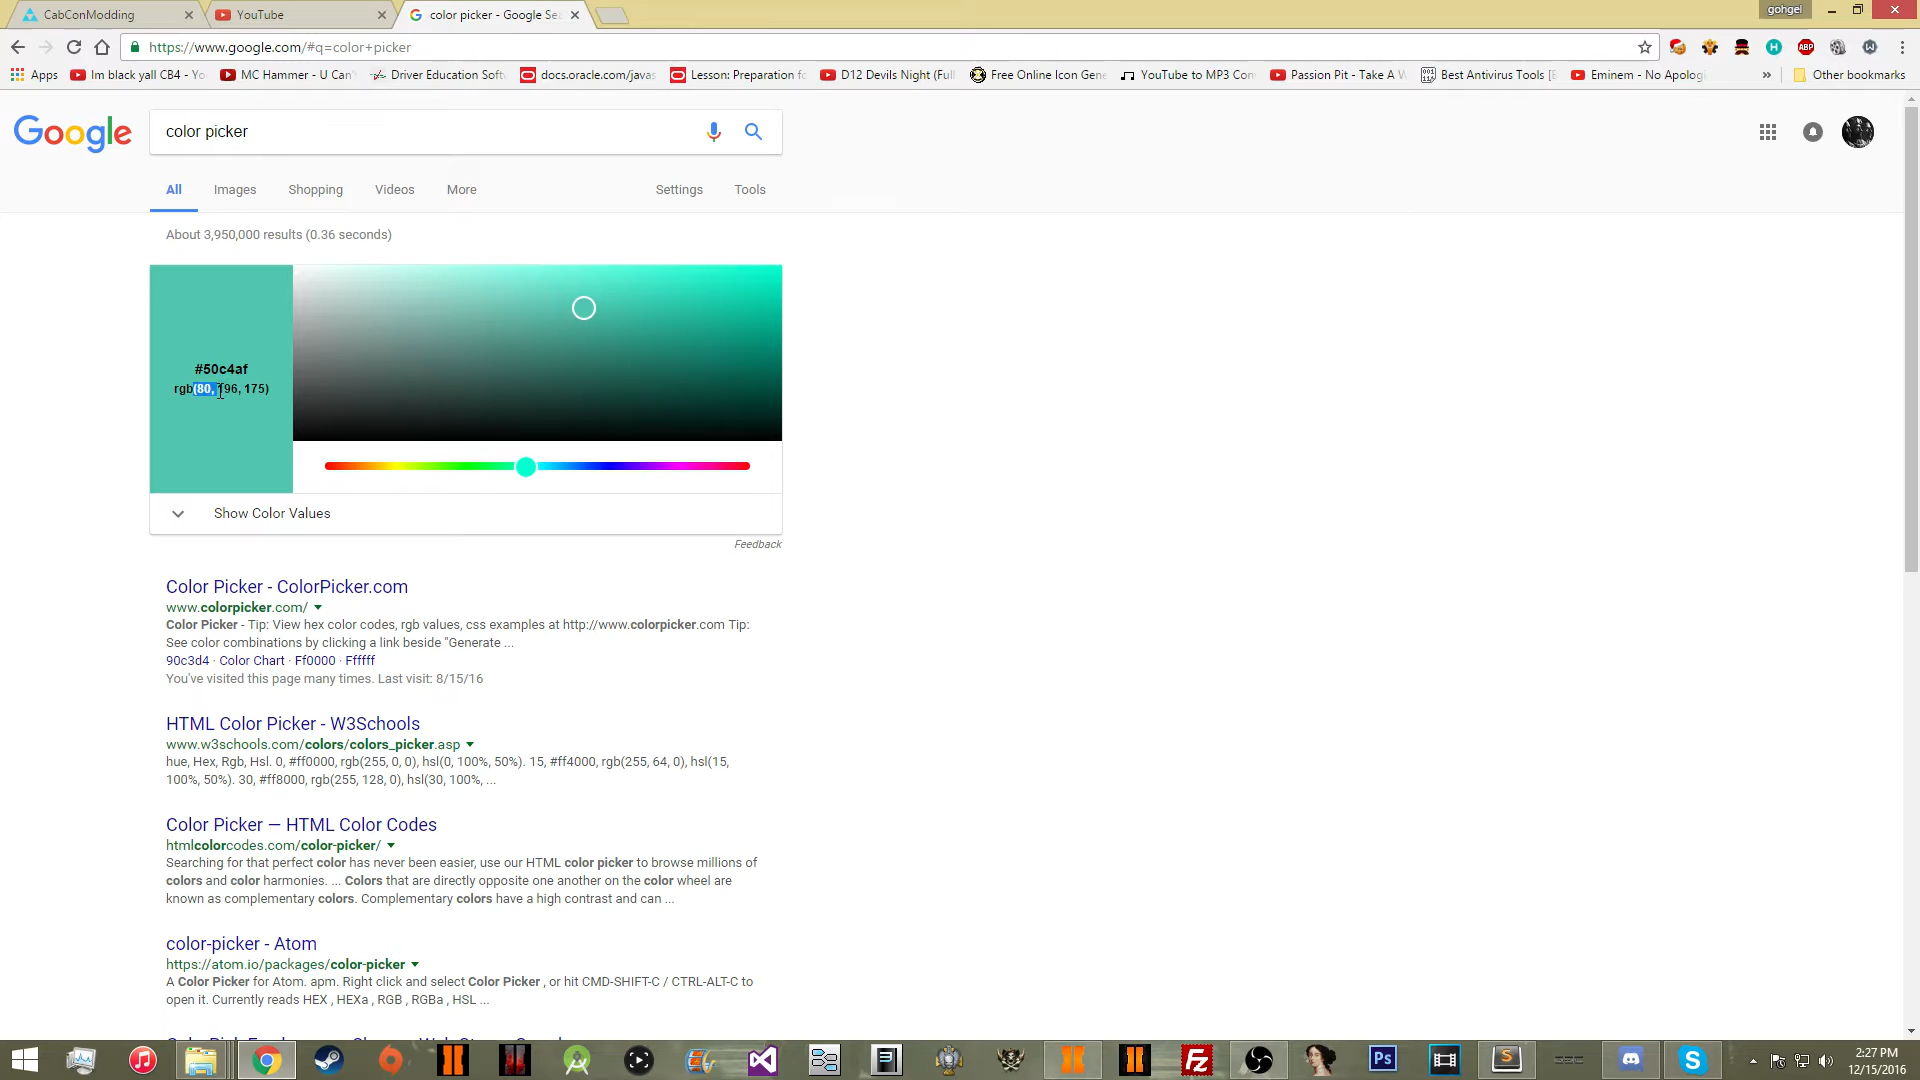 CabConModding
YouTube
color picker - Google Se
gohgel
https://www.google.com/#q=color+picker
Apps
Im black yall CB4 - Yo
MC Hammer - U Can'
Driver Education Soft
docs.oracle.com/javas
Lesson: Preparation fo
D12 Devils Night (Full
Free Online Icon Gene
YouTube to MP3 Con
Passion Pit - Take A W
Best Antivirus Tools [
Eminem - No Apologi
Other bookmarks
Google
color picker
All
Images
Shopping
Videos
More
Settings
Tools
About 3,950,000 results (0.36 seconds)
#50c4af
rgb(80, 196, 175)
Show Color Values
Feedback
Color Picker - ColorPicker.com
www.colorpicker.com/
Color Picker - Tip: View hex color codes, rgb values, css examples at http://www.colorpicker.com Tip:
See color combinations by clicking a link beside "Generate ...
90c3d4 · Color Chart · Ff0000 · Ffffff
You've visited this page many times. Last visit: 8/15/16
HTML Color Picker - W3Schools
www.w3schools.com/colors/colors_picker.asp
hue, Hex, Rgb, Hsl. 0, #ff0000, rgb(255, 0, 0), hsl(0, 100%, 50%). 15, #ff4000, rgb(255, 64, 0), hsl(15,
100%, 50%). 30, #ff8000, rgb(255, 128, 0), hsl(30, 100%, ...
Color Picker — HTML Color Codes
htmlcolorcodes.com/color-picker/
Searching for that perfect color has never been easier, use our HTML color picker to browse millions of
colors and color harmonies. ... Colors that are directly opposite one another on the color wheel are
known as complementary colors. Complementary colors have a high contrast and can ...
color-picker - Atom
https://atom.io/packages/color-picker
A Color Picker for Atom. apm. Right click and select Color Picker , or hit CMD-SHIFT-C / CTRL-ALT-C to
open it. Currently reads HEX , HEXa , RGB , RGBa , HSL ...
2:27 PM
12/15/2016